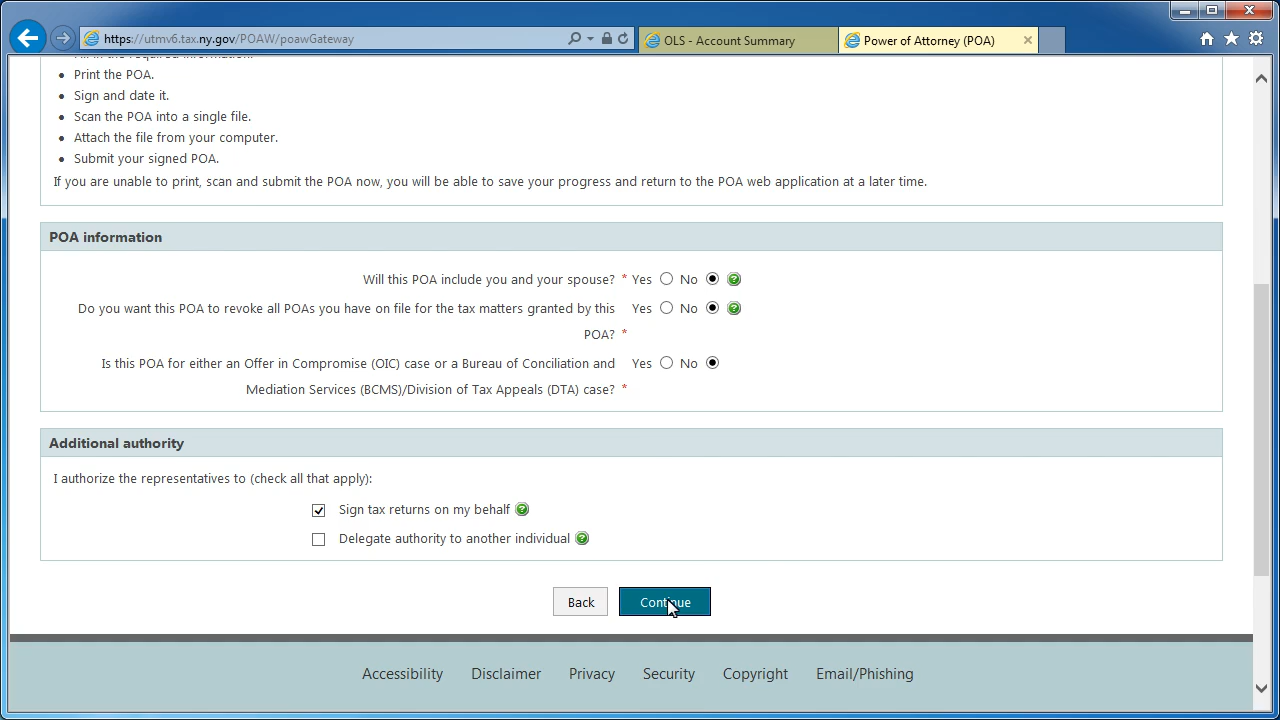 https://utmv6.tax.ny.gov/POAW/poawGateway
OLS - Account Summary
Power of Attorney (POA)
Fill in the required information.
Print the POA.
Sign and date it.
Scan the POA into a single file.
Attach the file from your computer.
Submit your signed POA.
If you are unable to print, scan and submit the POA now, you will be able to save your progress and return to the POA web application at a later time.
POA information
Will this POA include you and your spouse? * Yes No
Do you want this POA to revoke all POAs you have on file for the tax matters granted by this Yes No
POA? *
Is this POA for either an Offer in Compromise (OIC) case or a Bureau of Conciliation and Yes No
Mediation Services (BCMS)/Division of Tax Appeals (DTA) case? *
Additional authority
I authorize the representatives to (check all that apply):
Sign tax returns on my behalf
Delegate authority to another individual
Back Continue
Accessibility Disclaimer Privacy Security Copyright Email/Phishing